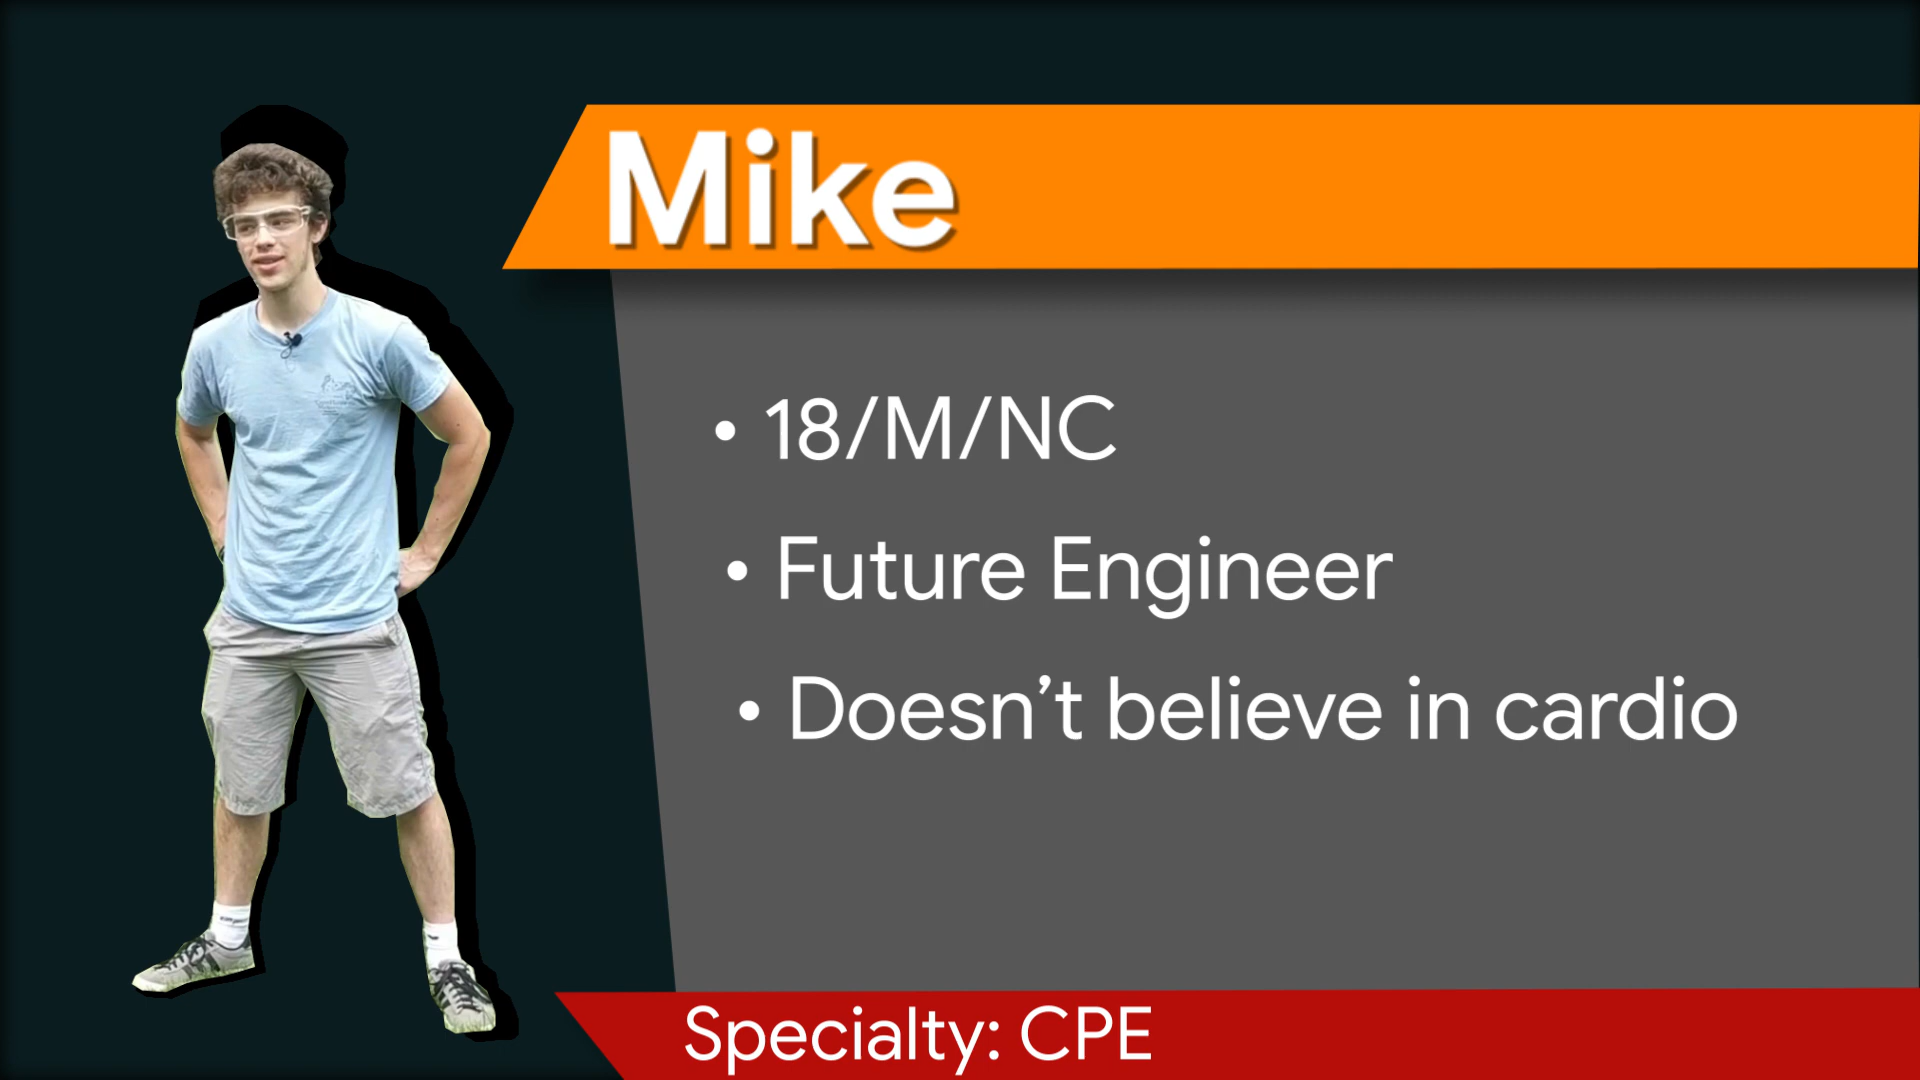 Mike
• 18/M/NC
• Future Engineer
• Doesn’t believe in cardio
Specialty: CPE